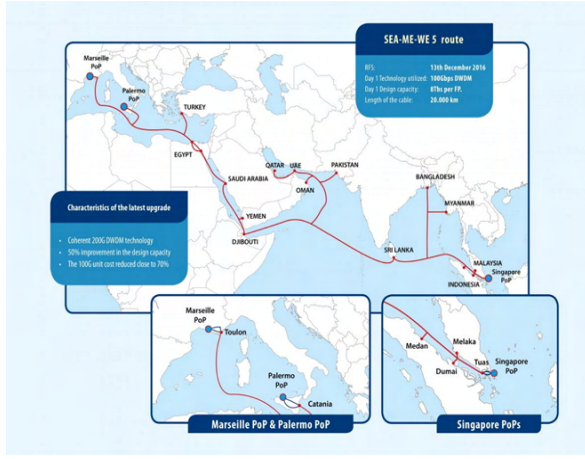 SEA-ME-WE 5 route
RFS: 13th December 2016
Day 1 Technology utilized: 100Gbps DWDM
Day 1 Design capacity: 8Tbs per FP.
Length of the cable: 20.000 km
Marseille
PoP
Palermo
PoP
TURKEY
EGYPT
SAUDI ARABIA
QATAR
UAE
PAKISTAN
OMAN
BANGLADESH
MYANMAR
YEMEN
DJIBOUTI
SRI LANKA
MALAYSIA
Singapore
PoP
INDONESIA
Characteristics of the latest upgrade
• Coherent 200G DWDM technology
• 50% improvement in the design capacity
• The 100G unit cost reduced close to 70%
Marseille
PoP
Toulon
Palermo
PoP
Catania
Marseille PoP & Palermo PoP
Medan
Melaka
Dumai
Tuas
Singapore
PoP
Singapore PoPs